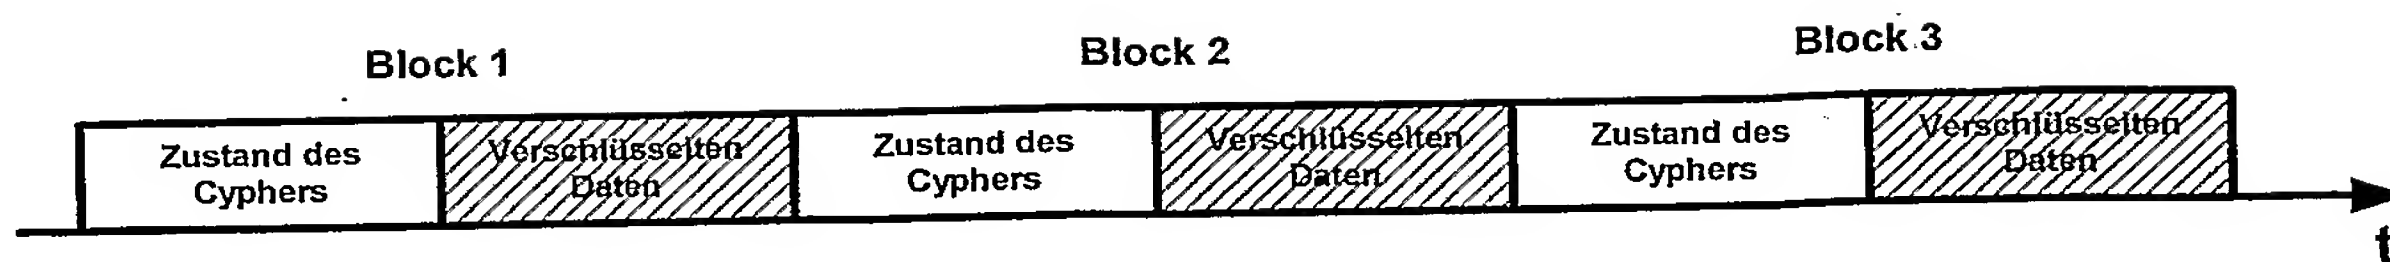 Block 1
Block 2
Block 3
Zustand des
Cyphers
Verschlüsselten
Daten
Zustand des
Cyphers
Verschlüsselten
Daten
Zustand des
Cyphers
Verschlüsselten
Daten
t